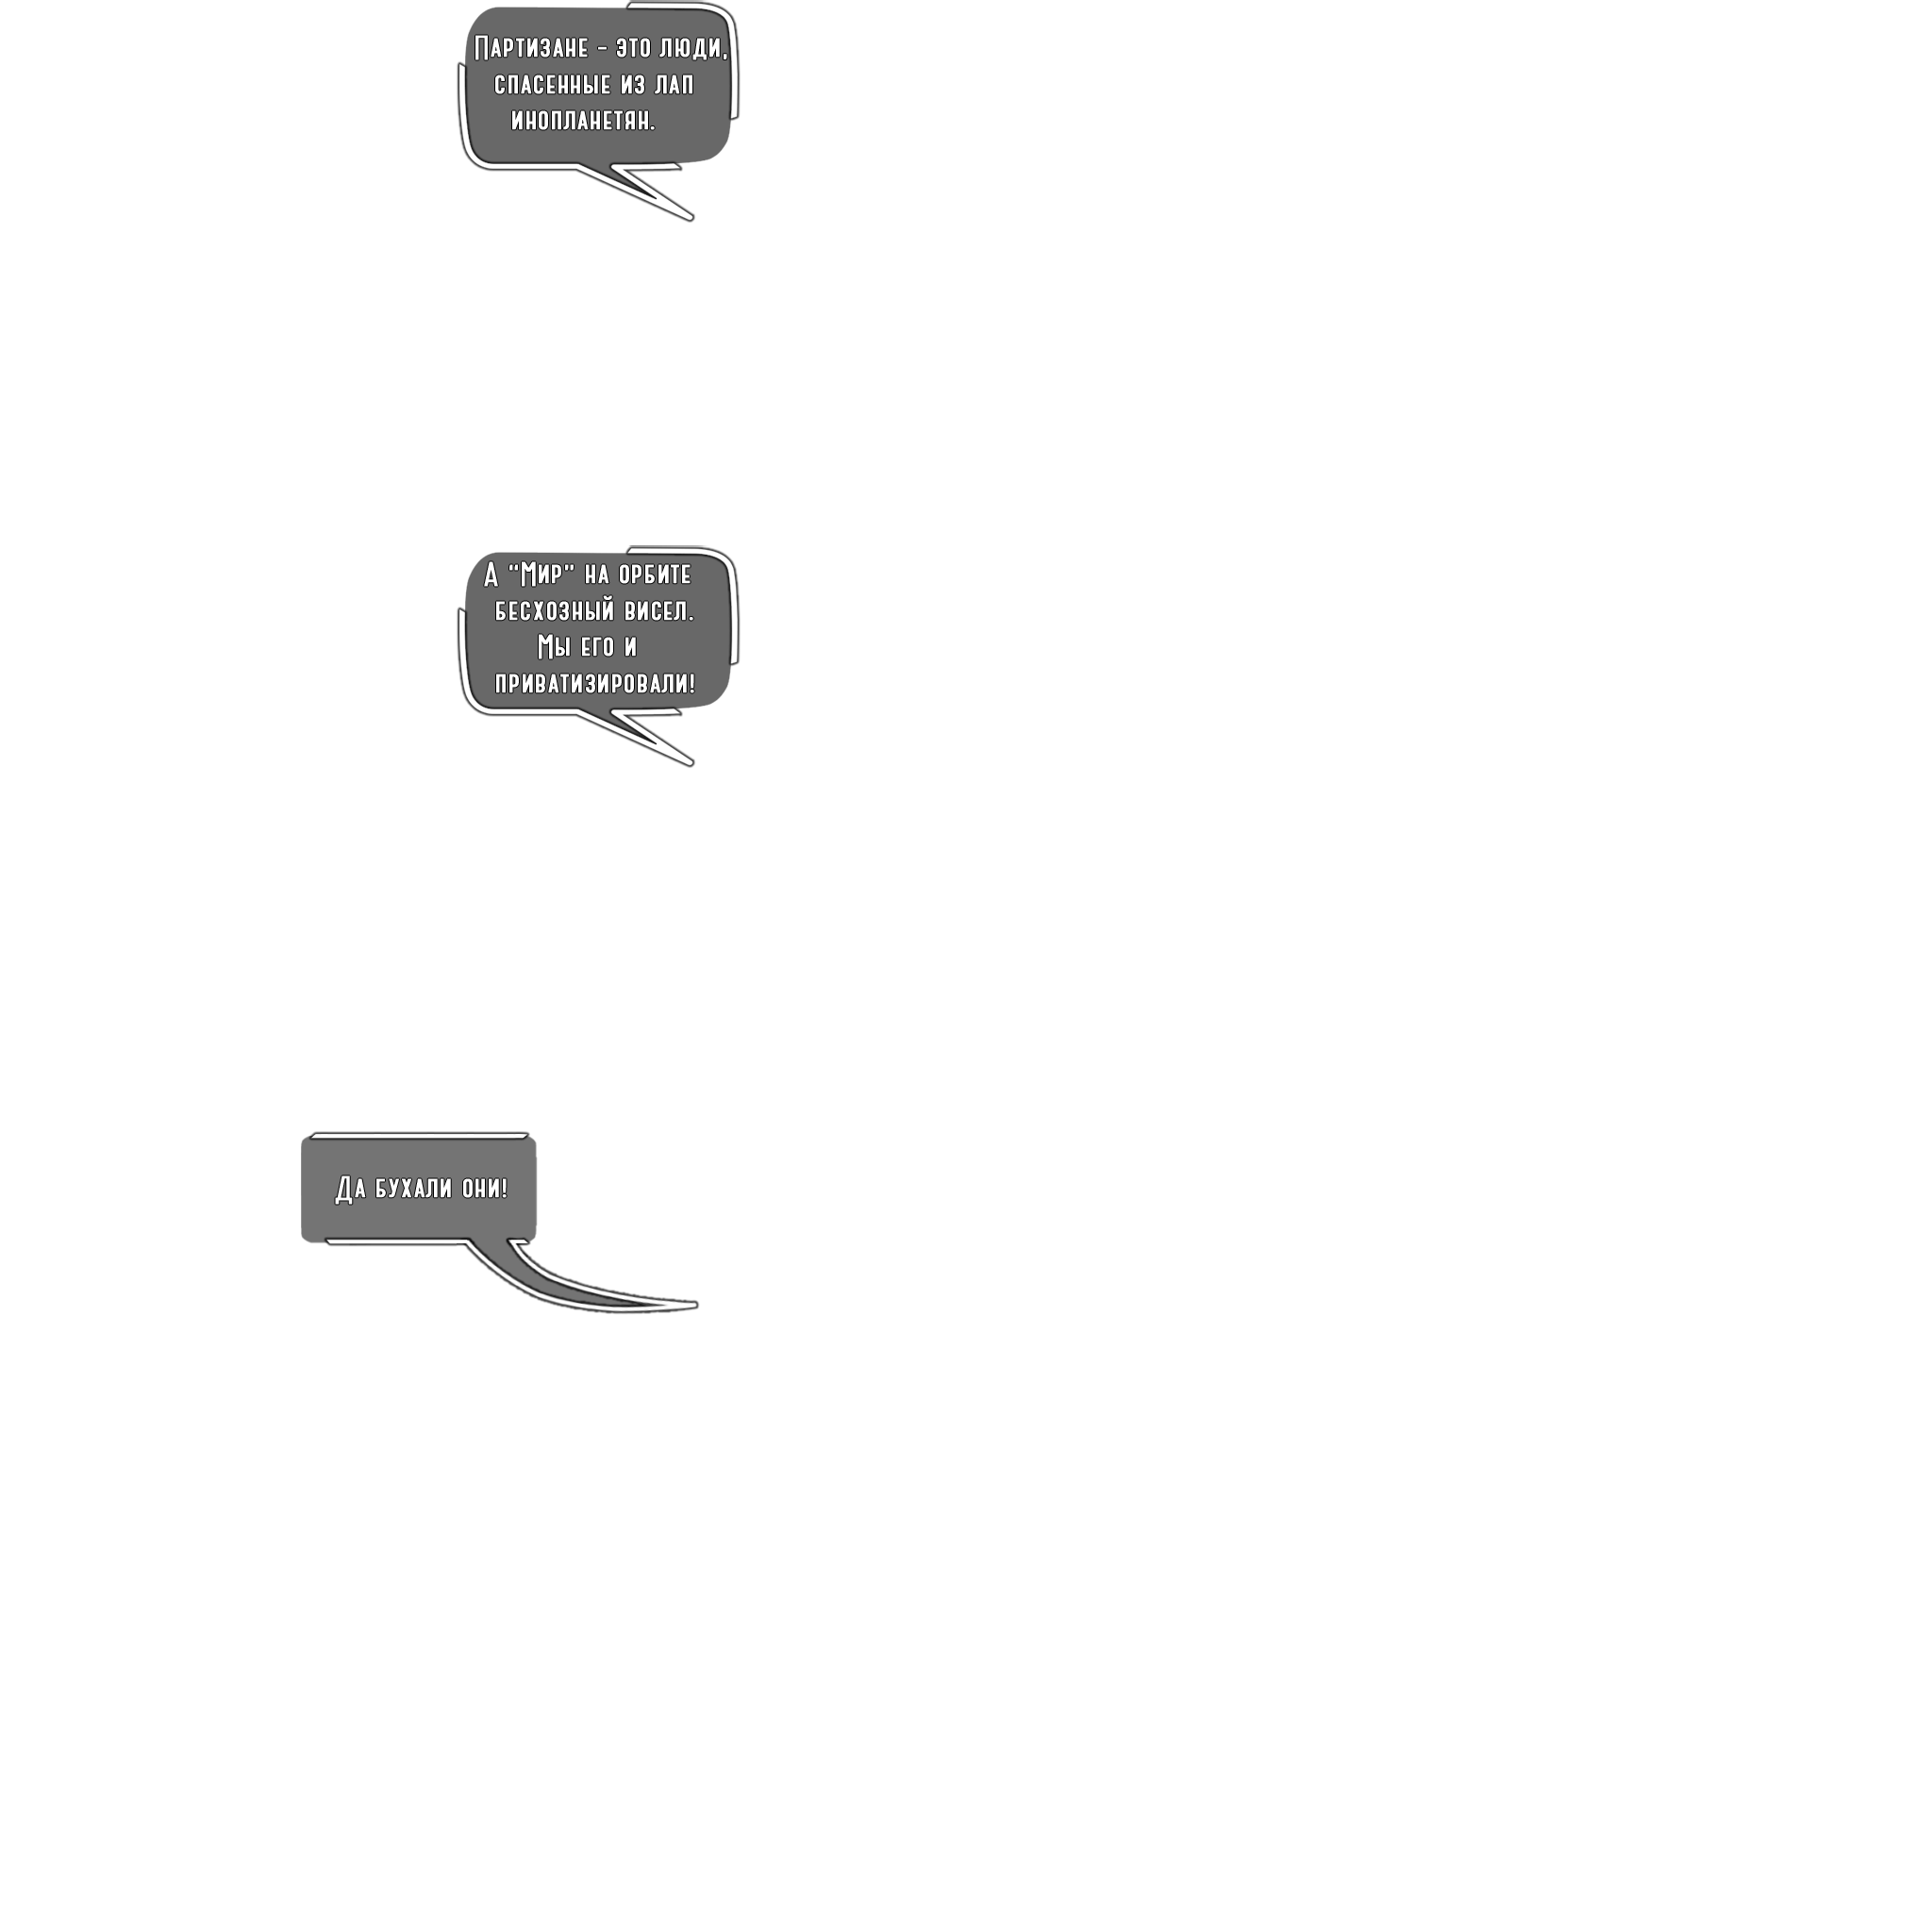 Партизане - это люди,
спасенные из лап
инопланетян.
А "Мир" на орбите
бесхозный висел.
Мы его и
приватизировали!
Да бухали они!